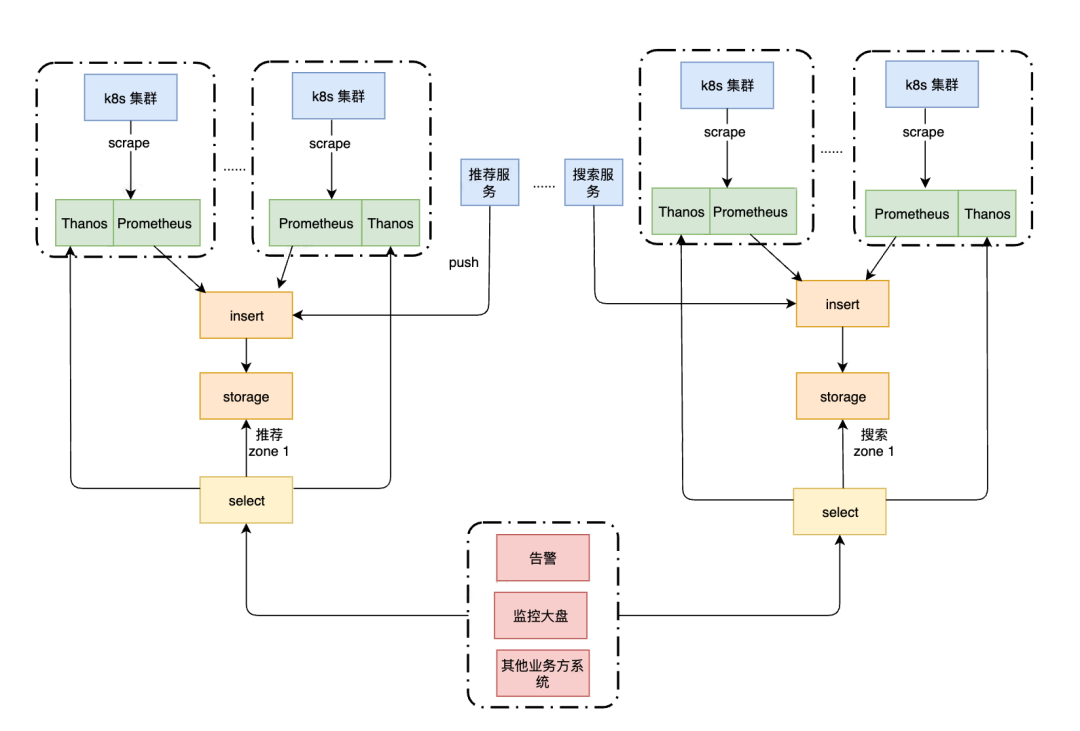 k8s 集群
k8s 集群
k8s 集群
k8s 集群
scrape
scrape
scrape
scrape
......
......
......
推荐服
务
搜索服
务
Thanos
Prometheus
Prometheus
Thanos
Thanos
Prometheus
Prometheus
Thanos
push
insert
insert
storage
storage
推荐
zone 1
搜索
zone 1
select
select
告警
监控大盘
其他业务方系
统